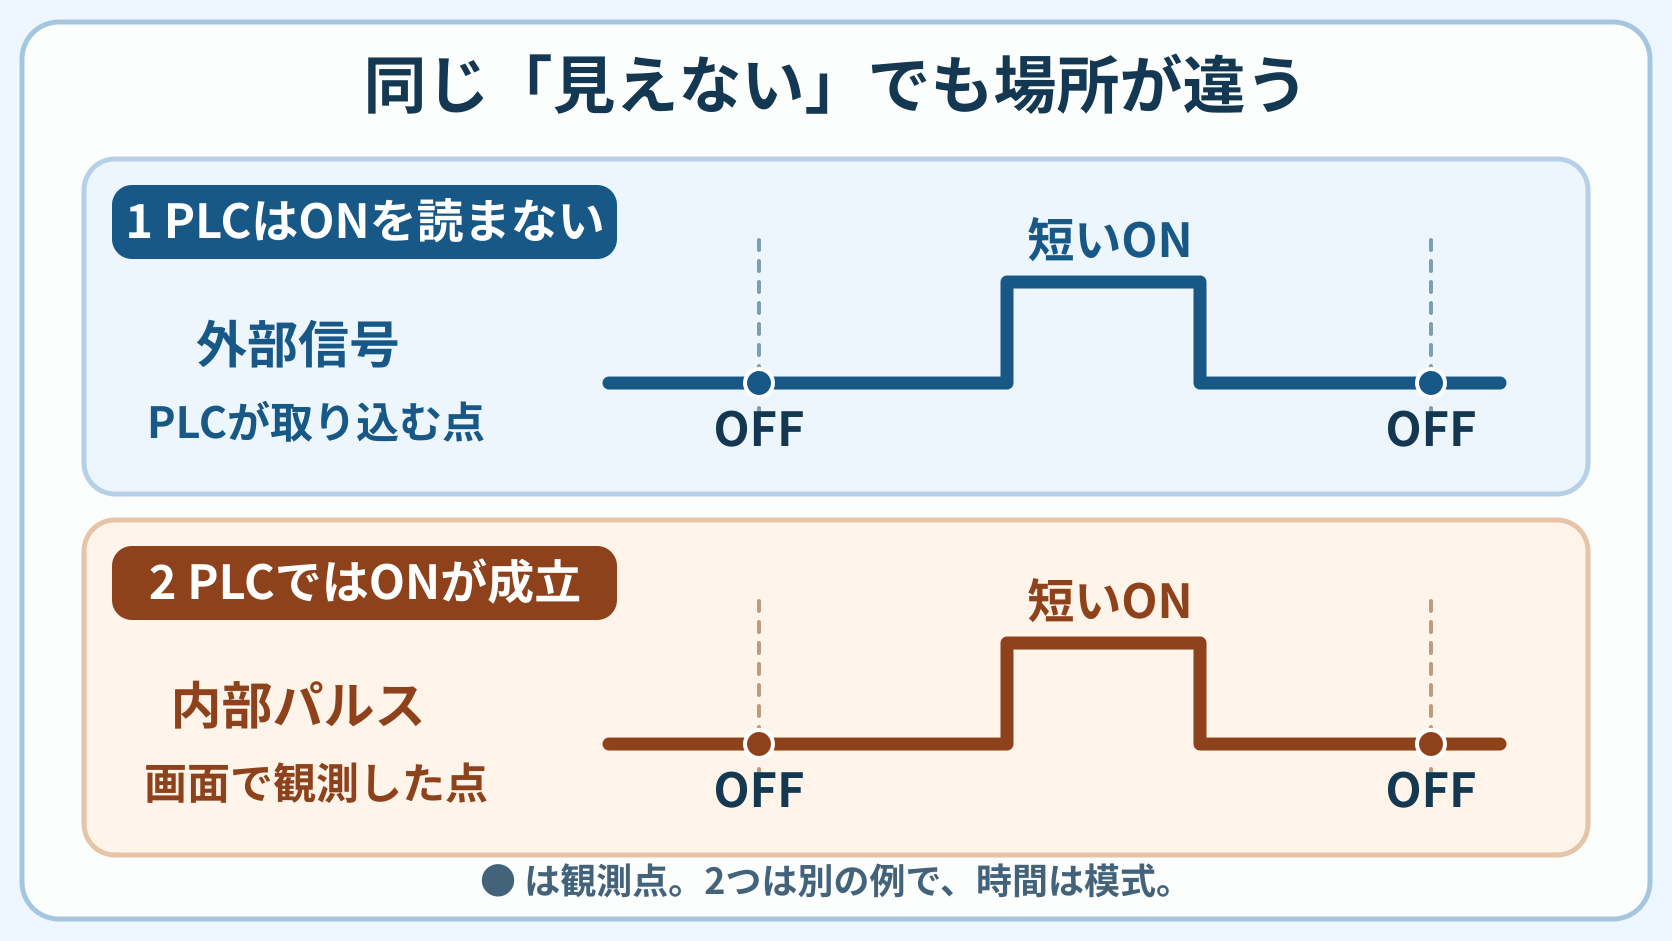 同じ「見えない」でも場所が違う
1 PLCはONを読まない
短いON
外部信号
PLCが取り込む点
OFF
OFF
2 PLCではONが成立
短いON
内部パルス
画面で観測した点
OFF
OFF
● は観測点。2つは別の例で、時間は模式。